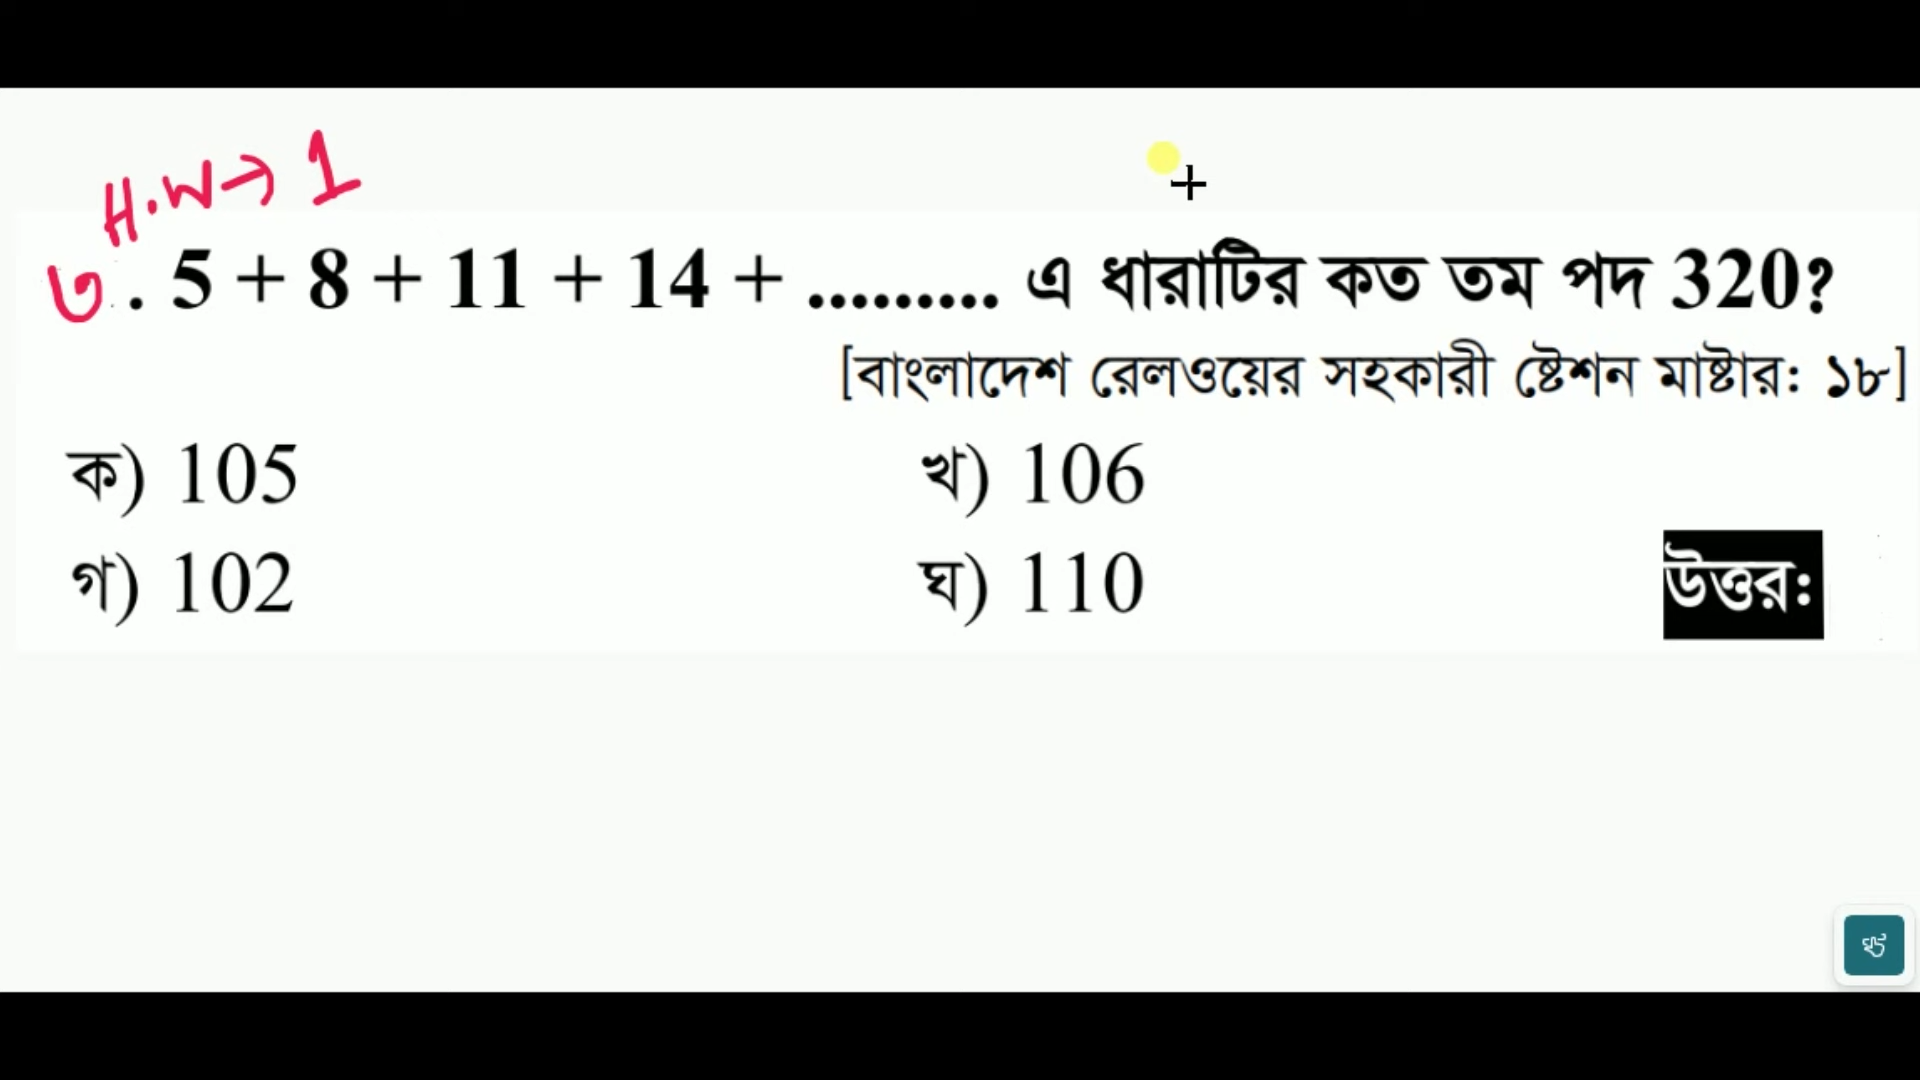 H.W→ 1
৩. 5 + 8 + 11 + 14 + ......... এ ধারাটির কত তম পদ 320?
[বাংলাদেশ রেলওয়ের সহকারী ষ্টেশন মাষ্টার: ১৮]
ক) 105 খ) 106
গ) 102 ঘ) 110 উত্তর: